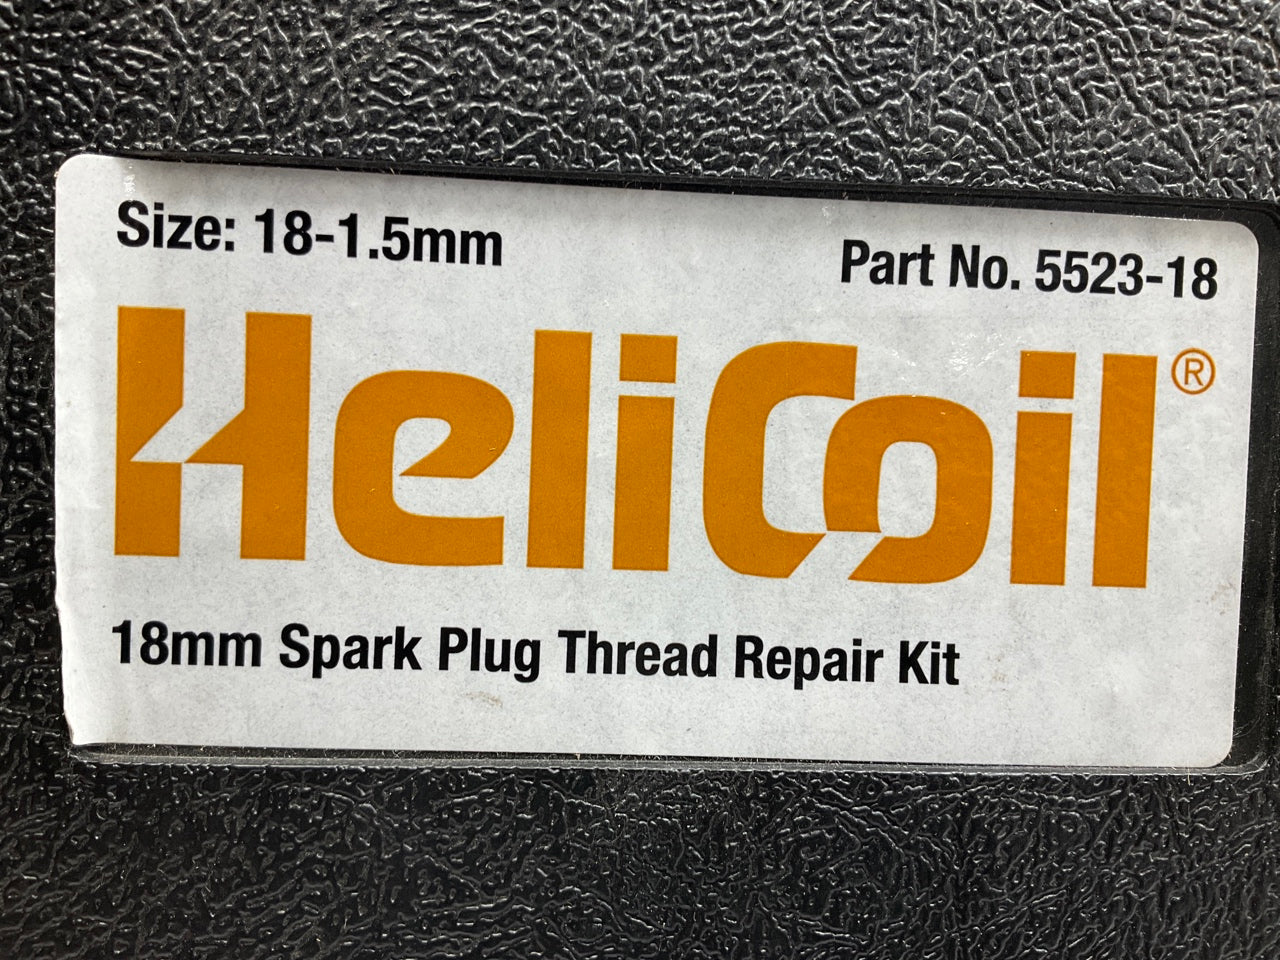 Size: 18-1.5mm
Part No. 5523-18
HeliCoil®
18mm Spark Plug Thread Repair Kit